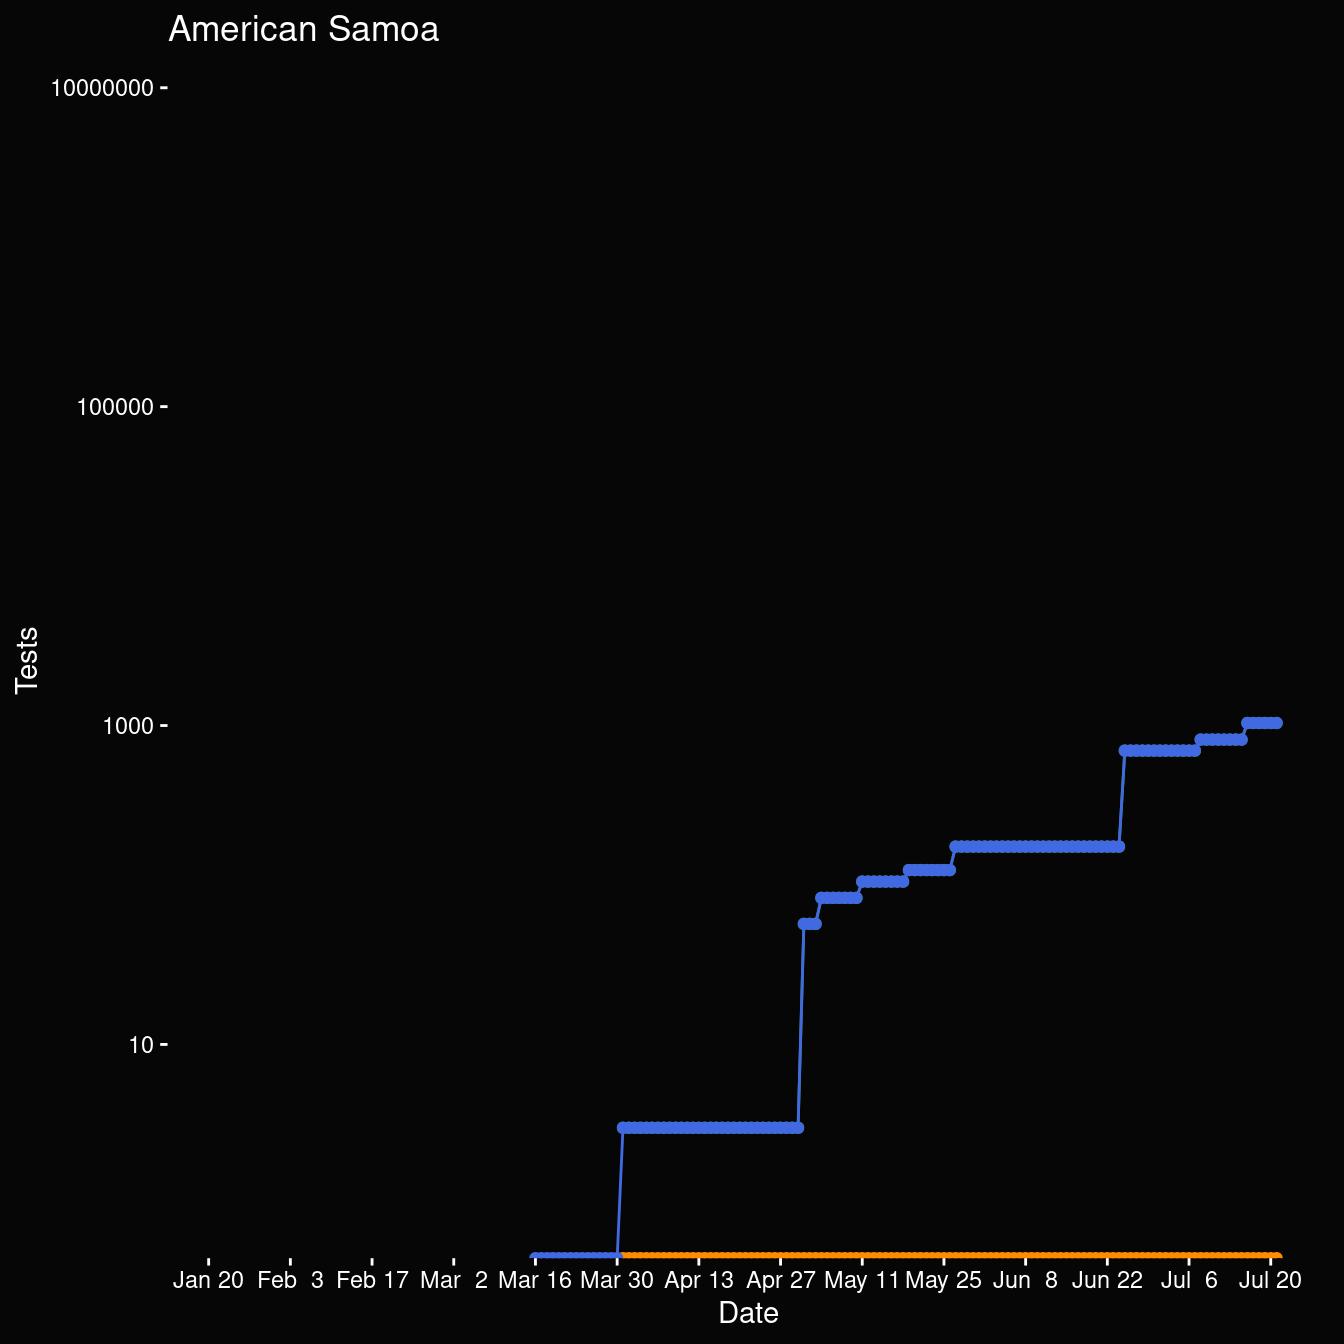 American Samoa
10000000
100000
1000
10
Tests
Jan 20 Feb  3 Feb 17 Mar  2 Mar 16 Mar 30 Apr 13 Apr 27 May 11 May 25 Jun  8 Jun 22 Jul  6 Jul 20
Date